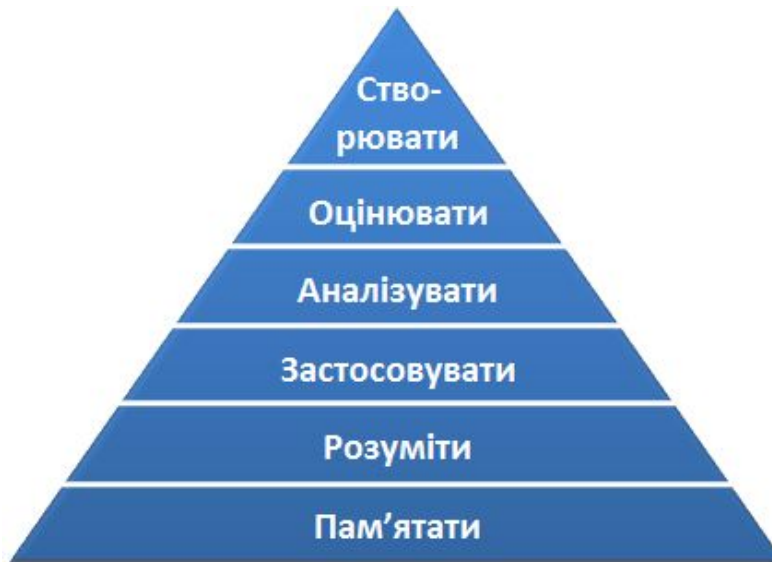 Ство-
рювати
Оцінювати
Аналізувати
Застосовувати
Розуміти
Пам’ятати